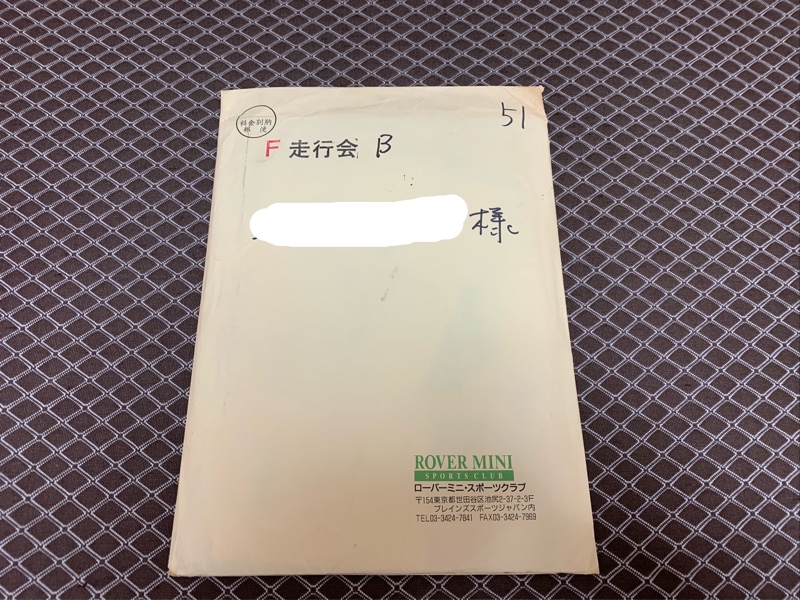 51
料金別納
郵便
F 走行会 B
様
ROVER MINI
SPORTS CLUB
ローバーミニ・スポーツクラブ
〒154東京都世田谷区池尻2-37-2-3F
ブレインズスポーツジャパン内
TEL03-3424-7841 FAX03-3424-7969